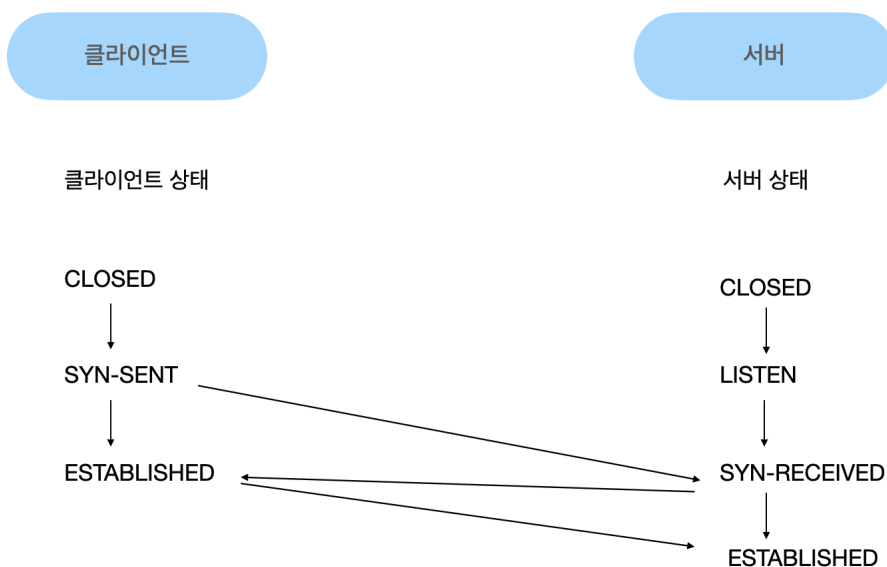 클라이언트
서버
클라이언트 상태
서버 상태
CLOSED
CLOSED
SYN-SENT
LISTEN
ESTABLISHED
SYN-RECEIVED
ESTABLISHED